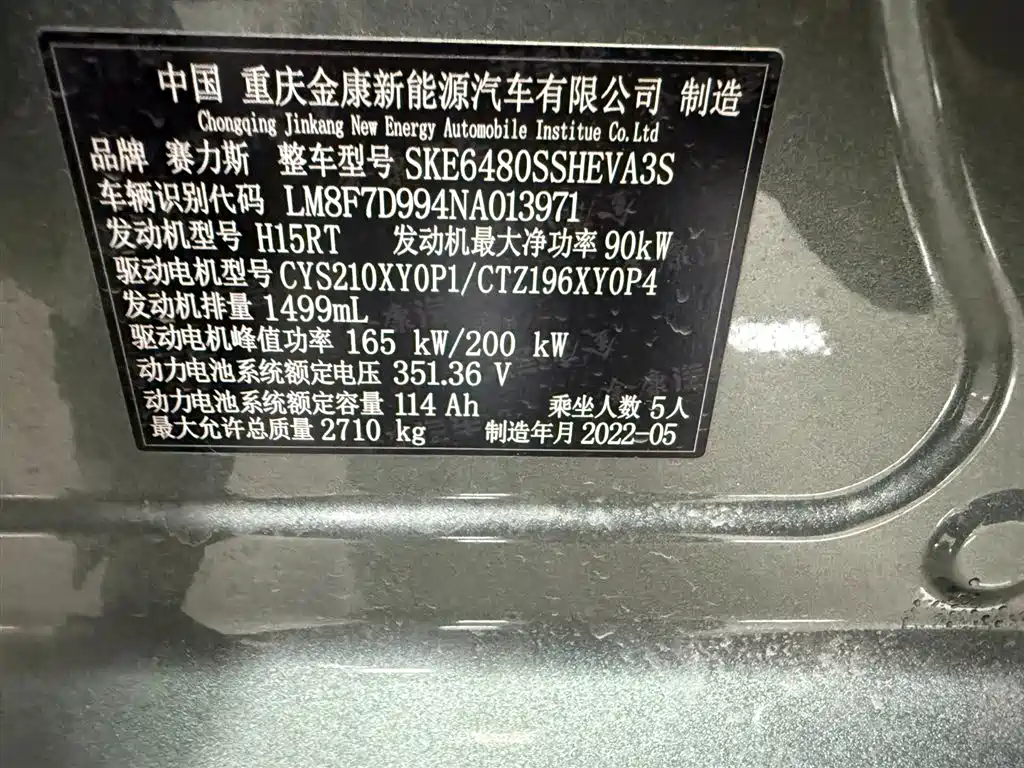 中国 重庆金康新能源汽车有限公司 制造
Chongqing Jinkang New Energy Automobile Institue Co.Ltd
品牌 赛力斯 整车型号 SKE6480SSHEVA3S
车辆识别代码 LM8F7D994NA013971
发动机型号 H15RT 发动机最大净功率 90kW
驱动电机型号 CYS210XY0P1/CTZ196XY0P4
发动机排量 1499mL
驱动电机峰值功率 165 kW/200 kW
动力电池系统额定电压 351.36 V
动力电池系统额定容量 114 Ah 乘坐人数 5人
最大允许总质量 2710 kg 制造年月 2022-05